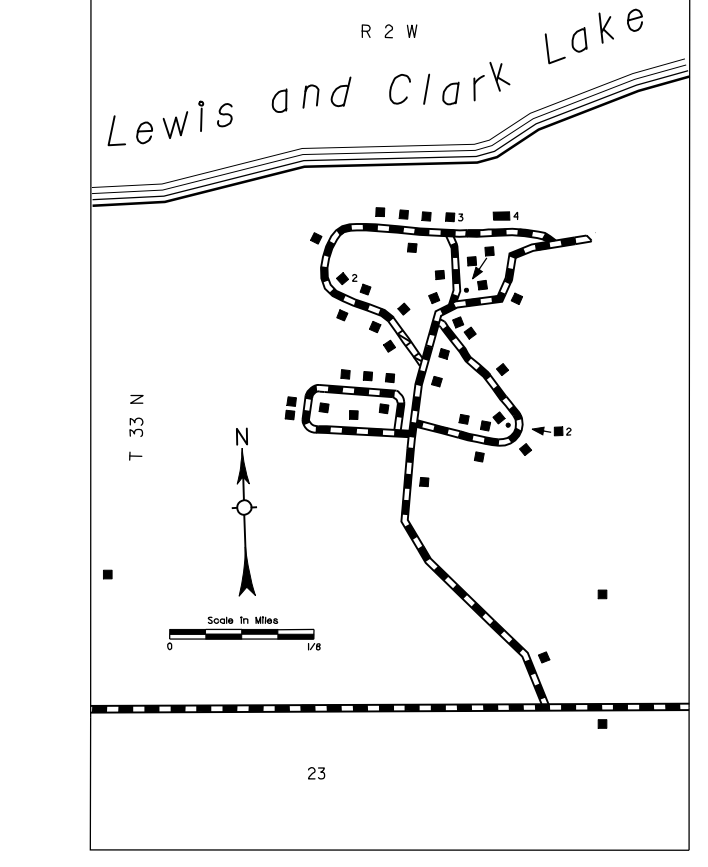 R 2 W
Lewis and Clark Lake
3
4
2
T 33 N
2
N
Scale in Miles
0 1/8
23